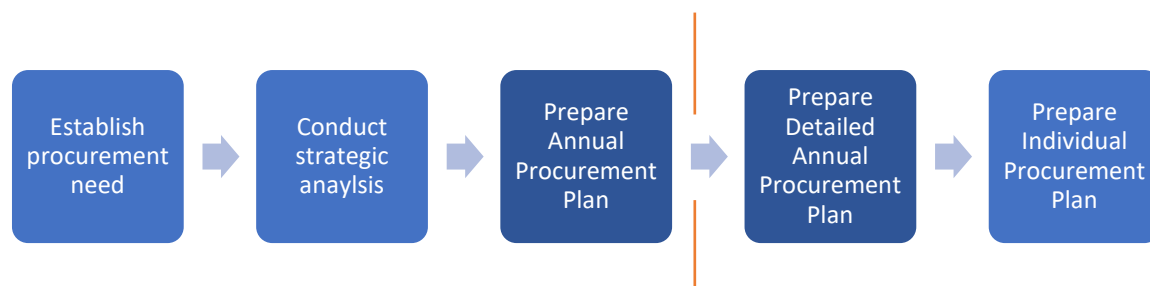 Establish
procurement
need
Conduct
strategic
anaylsis
Prepare
Annual
Procurement
Plan
Prepare
Detailed
Annual
Procurement
Plan
Prepare
Individual
Procurement
Plan